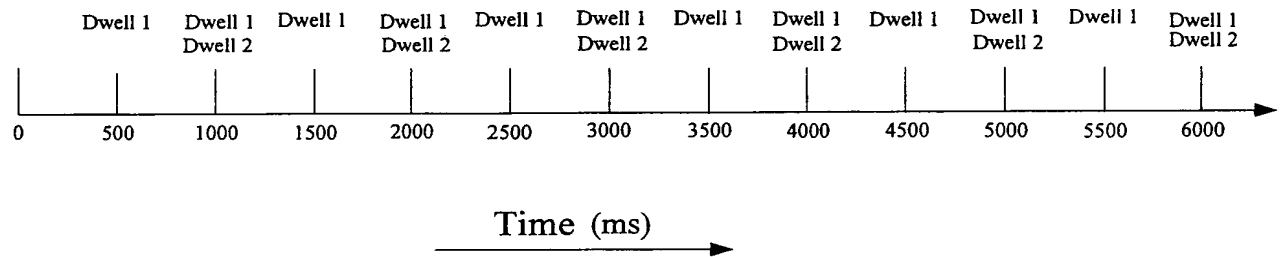 Dwell 1 Dwell 1 Dwell 1 Dwell 1 Dwell 1 Dwell 1 Dwell 1 Dwell 1 Dwell 1 Dwell 1 Dwell 1 Dwell 1
Dwell 2 Dwell 2 Dwell 2 Dwell 2 Dwell 2 Dwell 2
0 500 1000 1500 2000 2500 3000 3500 4000 4500 5000 5500 6000
Time (ms)